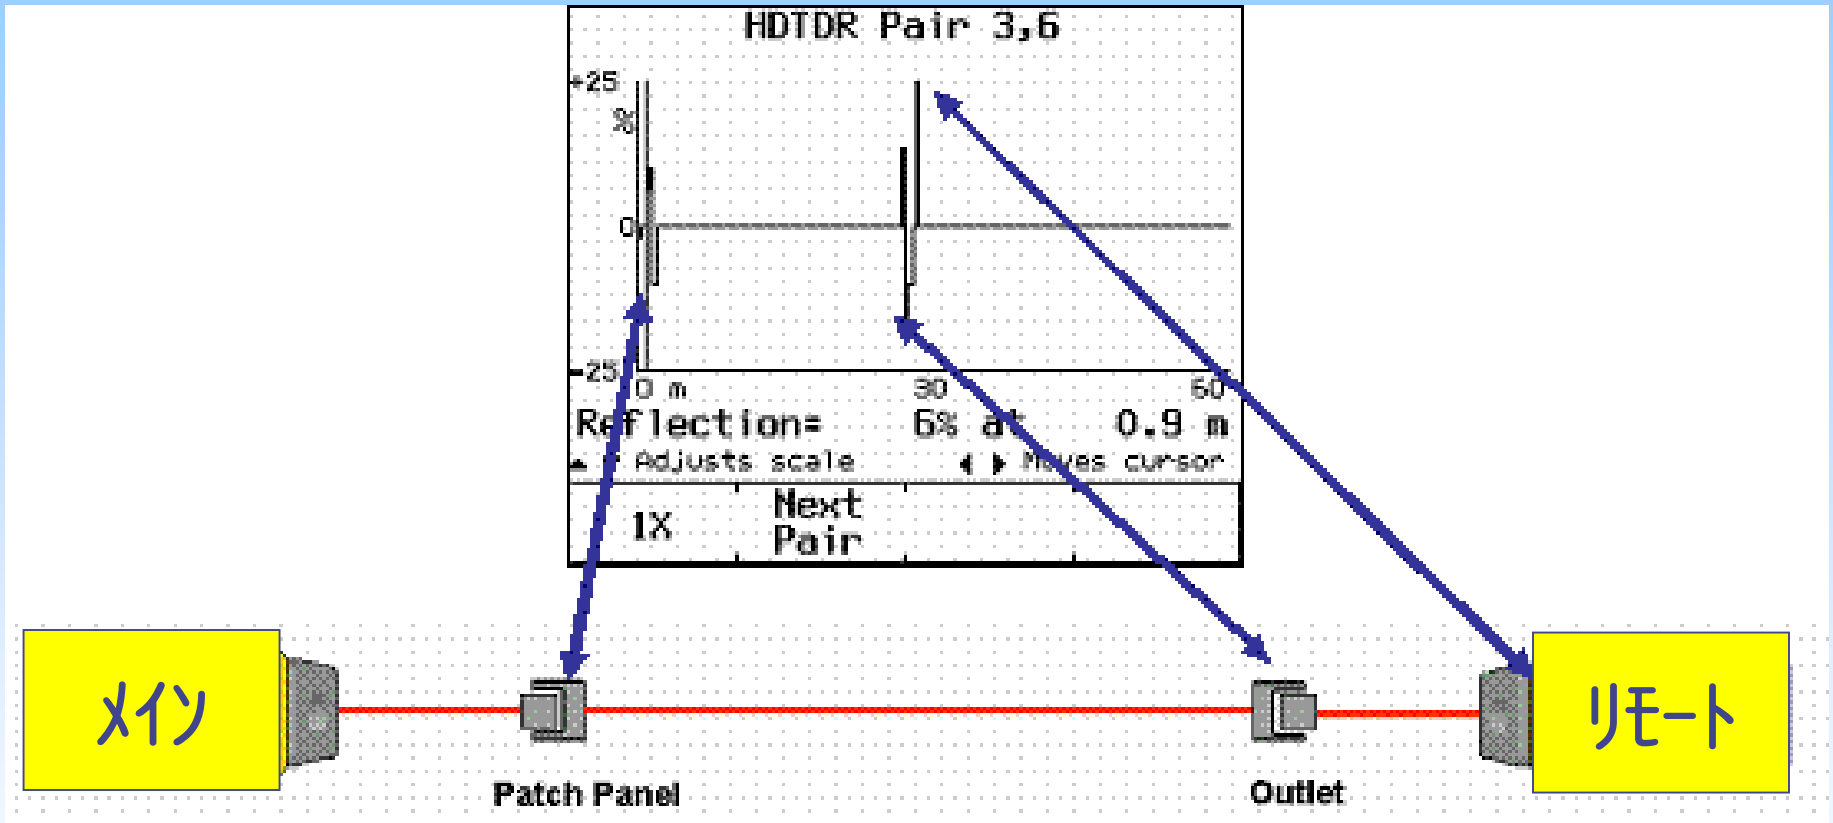 HDTDR Pair 3,6
+25
%
0
-25
0 m 30 60
Reflection= 6% at 0.9 m
Adjusts scale Moves cursor
1X Next Pair
メイン
リモート
Patch Panel
Outlet